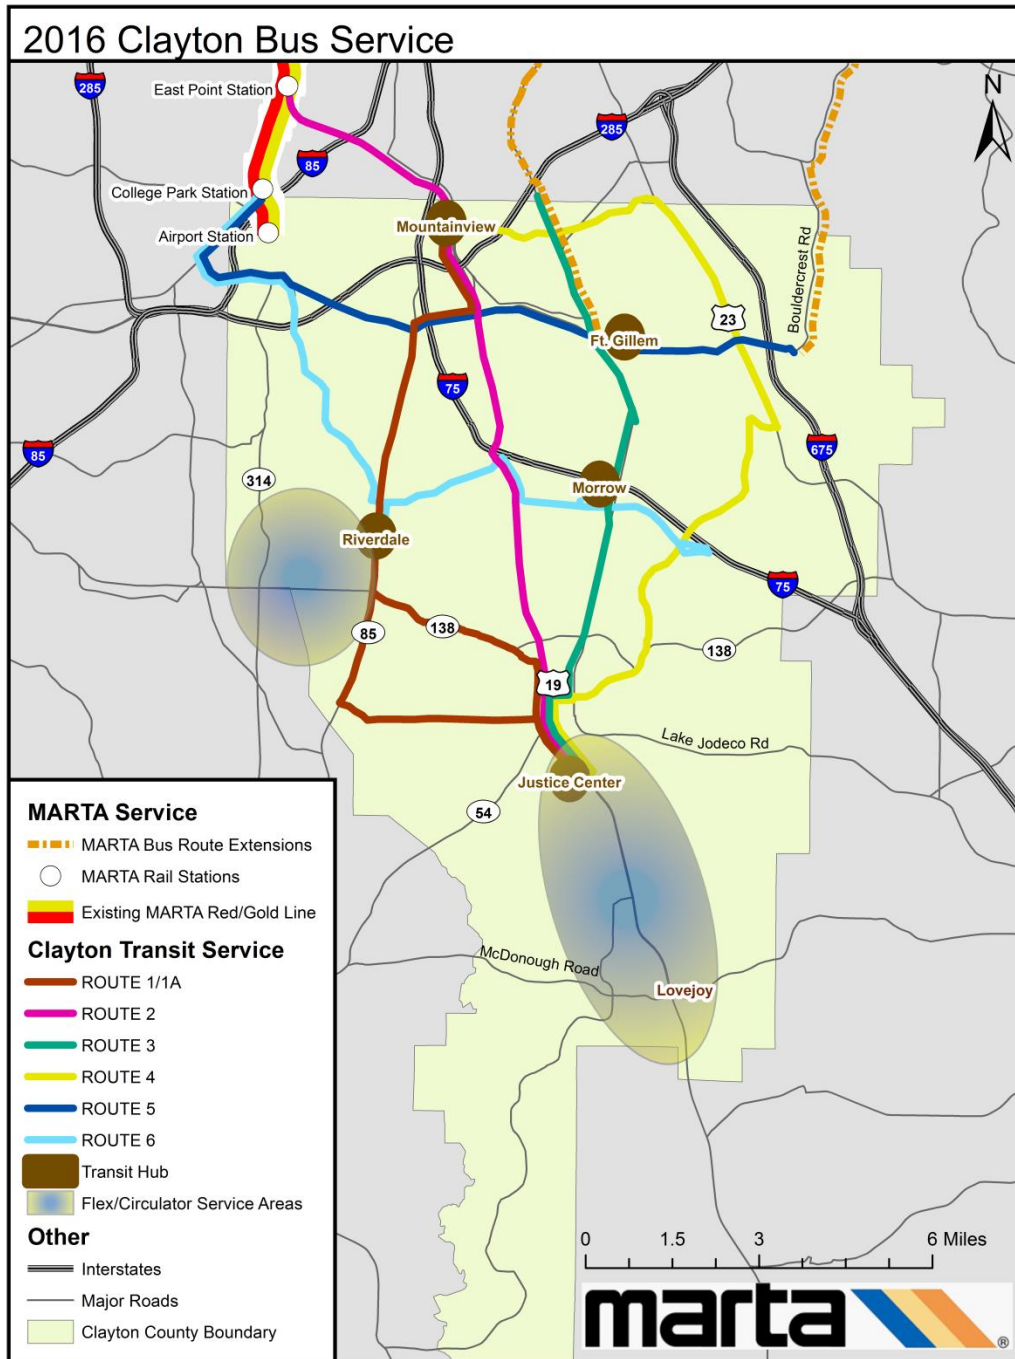 2016 Clayton Bus Service
285
East Point Station
N
285
85
College Park Station
Airport Station
Mountainview
Bouldercrest Rd
23
Ft. Gillem
75
85
675
314
Morrow
Riverdale
75
85
138
138
19
Lake Jodeco Rd
Justice Center
54
McDonough Road
Lovejoy
MARTA Service
MARTA Bus Route Extensions
MARTA Rail Stations
Existing MARTA Red/Gold Line
Clayton Transit Service
ROUTE 1/1A
ROUTE 2
ROUTE 3
ROUTE 4
ROUTE 5
ROUTE 6
Transit Hub
Flex/Circulator Service Areas
Other
Interstates
Major Roads
Clayton County Boundary
0 1.5 3 6 Miles
marta ®